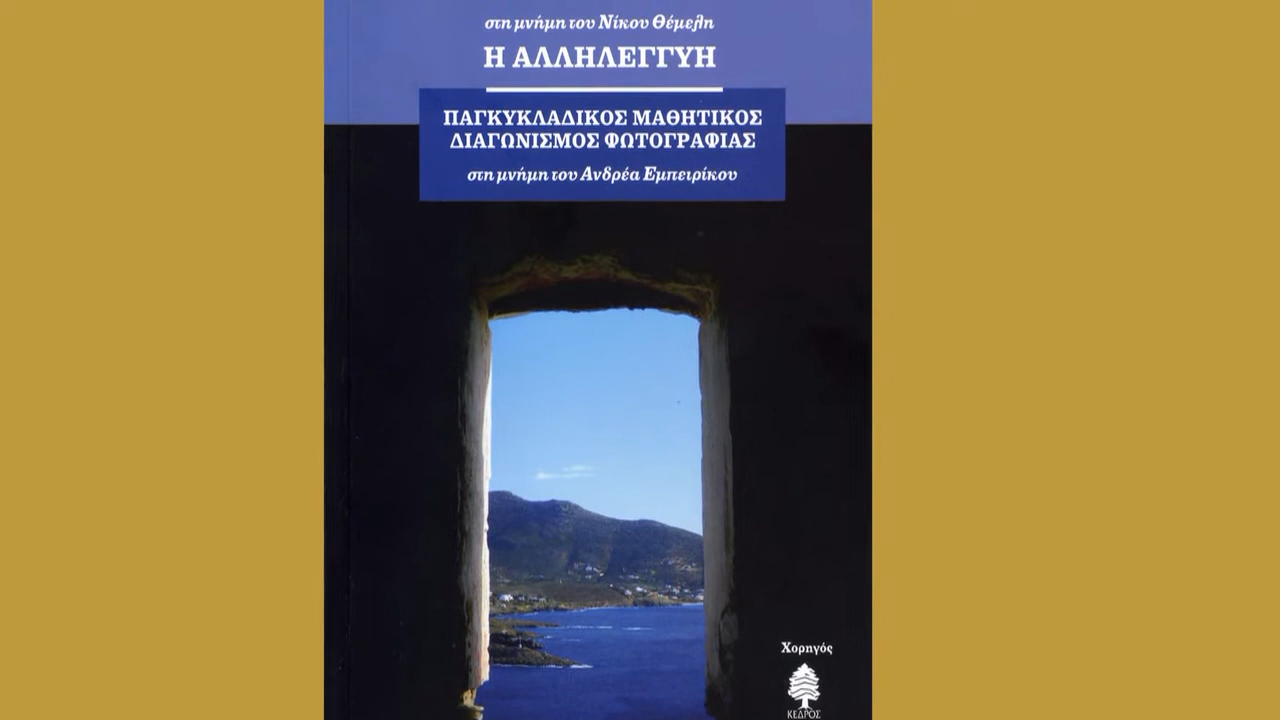 στη μνήμη του Νίκου Θέμελη
Η ΑΛΛΗΛΕΓΓΥΗ
ΠΑΓΚΥΚΛΑΔΙΚΟΣ ΜΑΘΗΤΙΚΟΣ
ΔΙΑΓΩΝΙΣΜΟΣ ΦΩΤΟΓΡΑΦΙΑΣ
στη μνήμη του Ανδρέα Εμπειρίκου
Χορηγός
ΚΕΔΡΟΣ